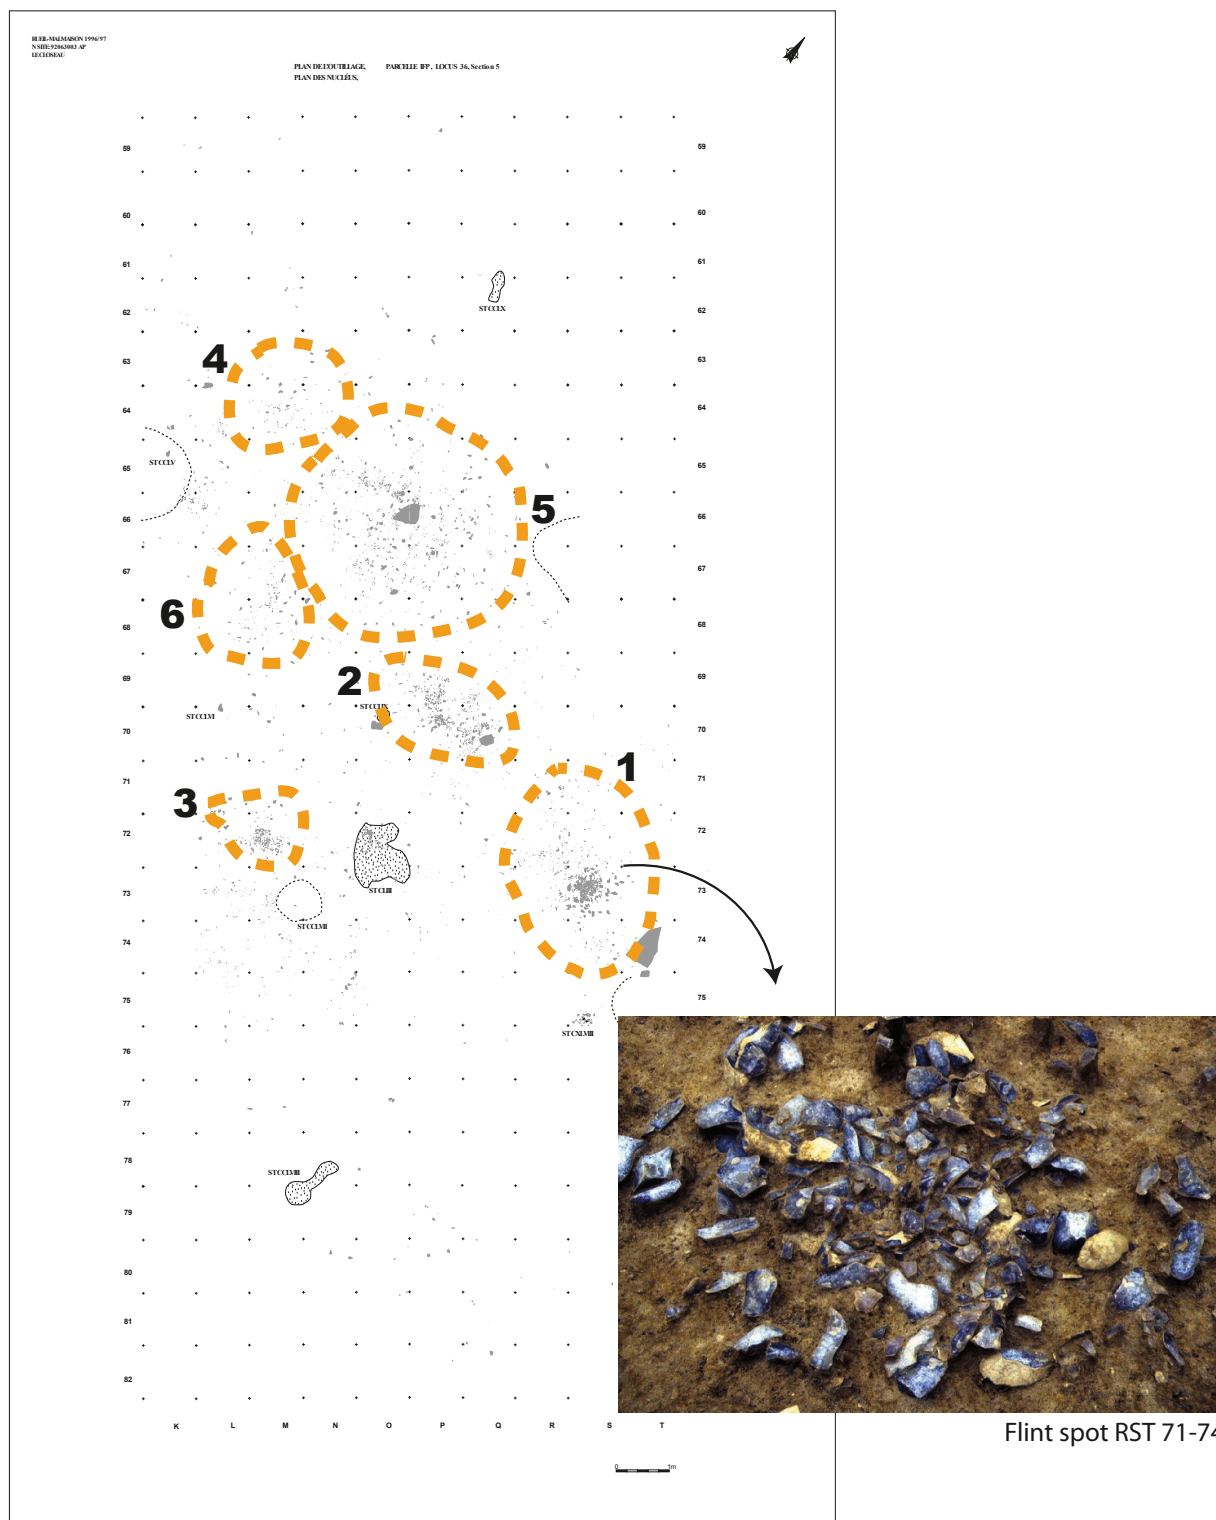 RUEIL-MALMAISON 1996/97
N SITE: 92063003 AP
LE CLOSEAU
PLAN DE L'OUTILLAGE, PARCELLE IFP, LOCUS 36, Section 5
PLAN DES NUCLÉUS,
59 59
60 60
61 61
62 62
STCCLX
4
63 63
64 64
STCCLV
65 65
5
66 66
67 67
6
68 68
2
69 69
STCCLIX
STCCLVI
70 70
1
71 71
3
72 72
73 73
STCLIII
STCCLVII
74 74
75 75
STCXLVIII
76
77
78
STCCLVIII
79
80
81
82
K L M N O P Q R S T
0 1m
Flint spot RST 71-74